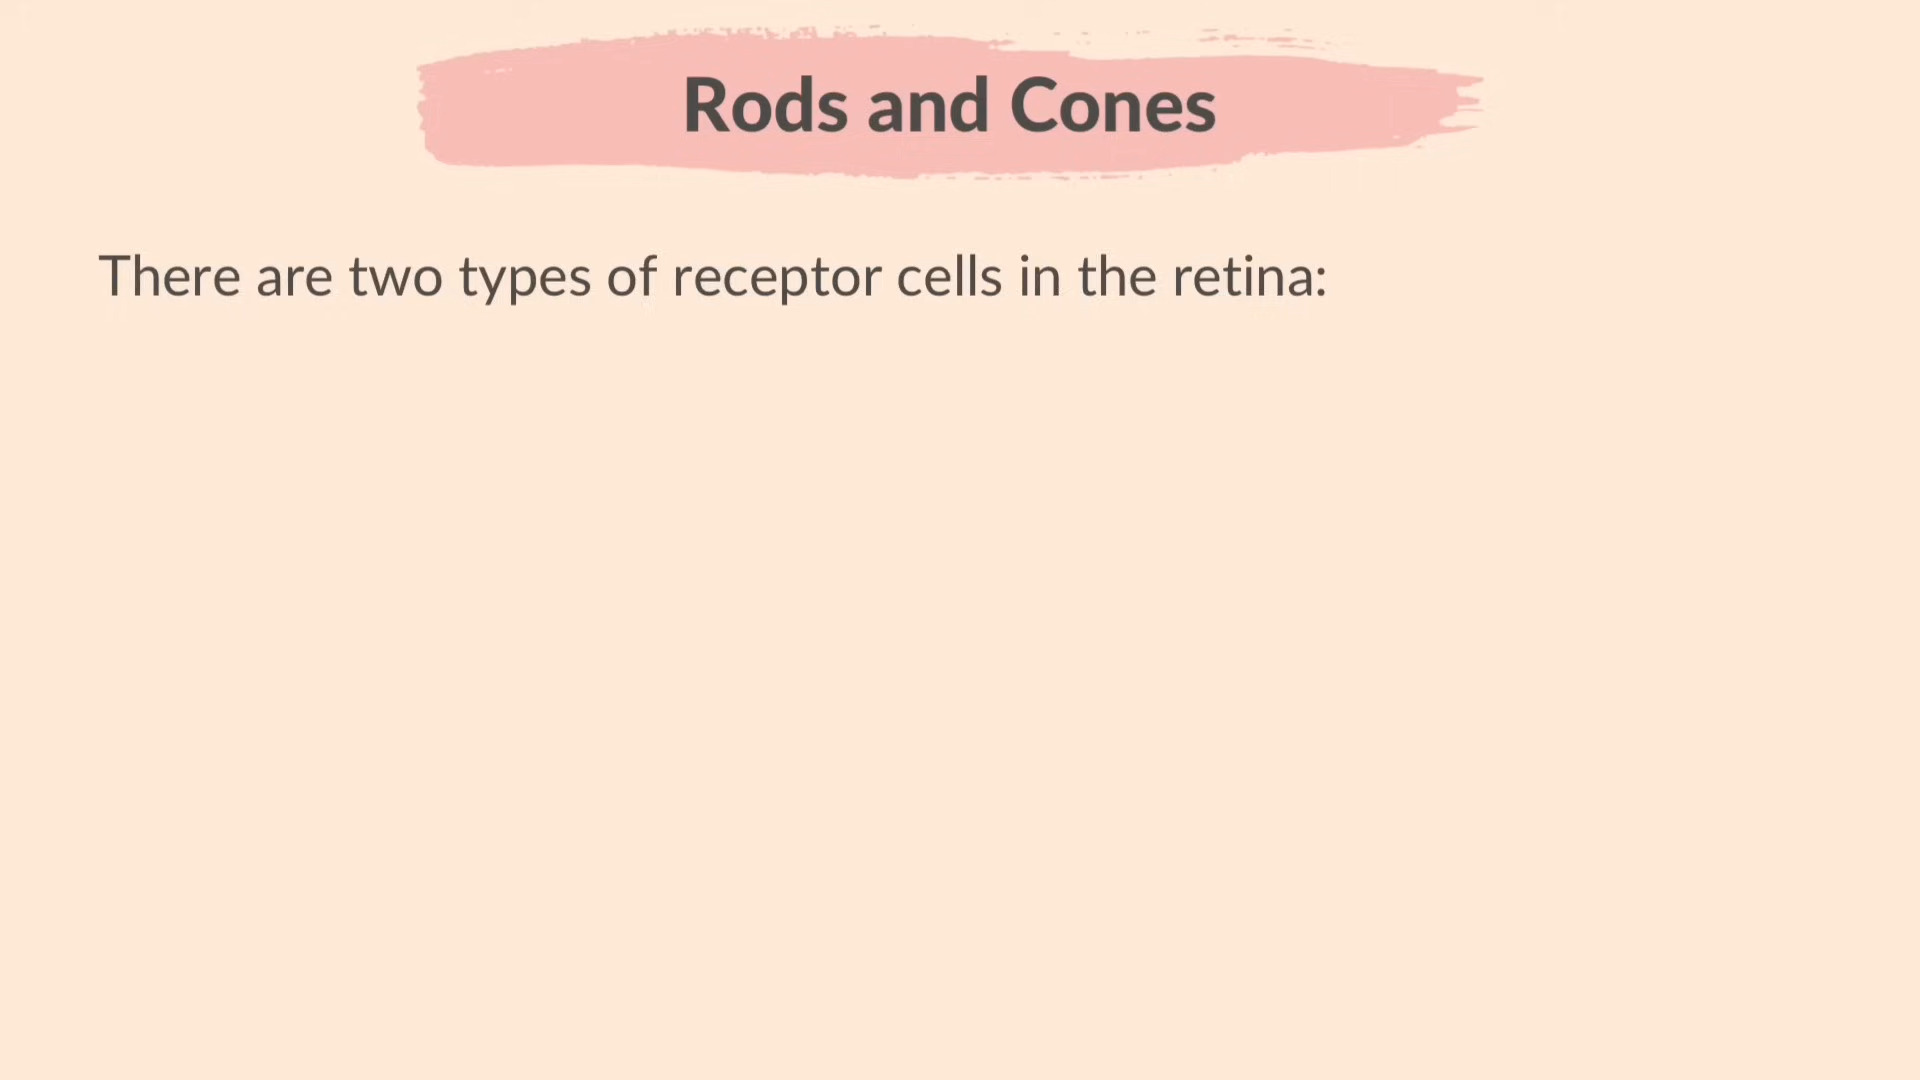 Rods and Cones
There are two types of receptor cells in the retina: